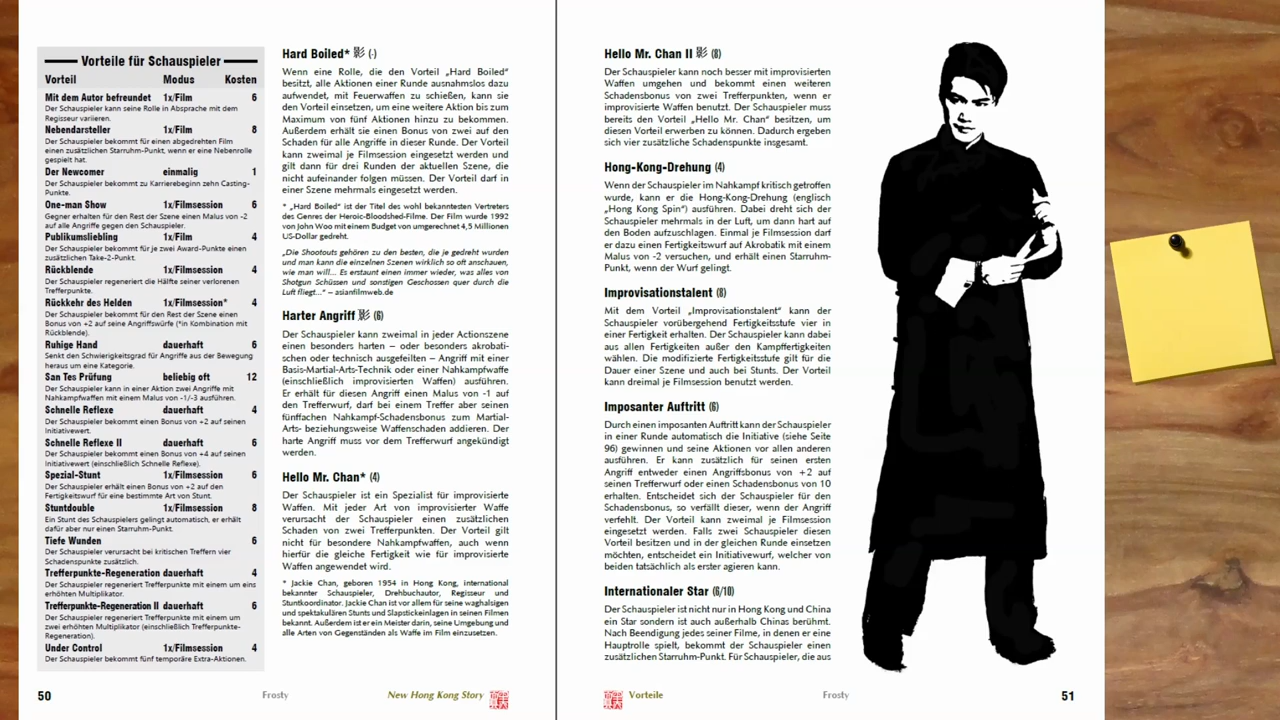 Vorteile für Schauspieler
Vorteil Modus Kosten
Mit dem Autor befreundet 1x/Film 6
Der Schauspieler kann seine Rolle in Absprache mit dem
Regisseur variieren.
Nebendarsteller 1x/Film 8
Der Schauspieler bekommt für einen abgedrehten Film
einen zusätzlichen Starruhm-Punkt, wenn er eine Nebenrolle
gespielt hat.
Der Newcomer einmalig 1
Der Schauspieler bekommt zu Karrierebeginn zehn Casting-
Punkte.
One-man Show 1x/Filmsession 6
Gegner erhalten für den Rest der Szene einen Malus von -2
auf alle Angriffe gegen den Schauspieler.
Publikumsliebling 1x/Film 4
Der Schauspieler bekommt für je zwei Award-Punkte einen
zusätzlichen Take-2-Punkt.
Rückblende 1x/Filmsession 4
Der Schauspieler regeneriert die Hälfte seiner verlorenen
Trefferpunkte.
Rückkehr des Helden 1x/Filmsession* 4
Der Schauspieler bekommt für den Rest der Szene einen
Bonus von +2 auf seine Angriffswürfe (*in Kombination mit
Rückblende).
Ruhige Hand dauerhaft 6
Senkt den Schwierigkeitsgrad für Angriffe aus der Bewegung
heraus um eine Kategorie.
San Tes Prüfung beliebig oft 12
Der Schauspieler kann in einer Aktion zwei Angriffe mit
Nahkampfwaffen mit einem Malus von -1/-3 ausführen.
Schnelle Reflexe dauerhaft 4
Der Schauspieler bekommt einen Bonus von +2 auf seinen
Initiativewert.
Schnelle Reflexe II dauerhaft 6
Der Schauspieler bekommt einen Bonus von +4 auf seinen
Initiativewert (einschließlich Schnelle Reflexe).
Spezial-Stunt 1x/Filmsession 6
Der Schauspieler erhält einen Bonus von +2 auf den
Fertigkeitswurf für eine bestimmte Art von Stunt.
Stuntdouble 1x/Filmsession 8
Ein Stunt des Schauspielers gelingt automatisch, er erhält
dafür aber nur einen Starruhm-Punkt.
Tiefe Wunden 6
Der Schauspieler verursacht bei kritischen Treffern vier
Schadenspunkte zusätzlich.
Trefferpunkte-Regeneration dauerhaft 4
Der Schauspieler regeneriert Trefferpunkte mit einem um eins
erhöhten Multiplikator.
Trefferpunkte-Regeneration II dauerhaft 6
Der Schauspieler regeneriert Trefferpunkte mit einem um
zwei erhöhten Multiplikator (einschließlich Trefferpunkte-
Regeneration).
Under Control 1x/Filmsession 4
Der Schauspieler bekommt fünf temporäre Extra-Aktionen.
Hard Boiled* 影 (-)
Wenn eine Rolle, die den Vorteil „Hard Boiled"
besitzt, alle Aktionen einer Runde ausnahmslos dazu
aufwendet, mit Feuerwaffen zu schießen, kann sie
den Vorteil einsetzen, um eine weitere Aktion bis zum
Maximum von fünf Aktionen hinzu zu bekommen.
Außerdem erhält sie einen Bonus von zwei auf den
Schaden für alle Angriffe in dieser Runde. Der Vorteil
kann zweimal je Filmsession eingesetzt werden und
gilt dann für drei Runden der aktuellen Szene, die
nicht aufeinander folgen müssen. Der Vorteil darf in
einer Szene mehrmals eingesetzt werden.
* „Hard Boiled" ist der Titel des wohl bekanntesten Vertreters
des Genres der Heroic-Bloodshed-Filme. Der Film wurde 1992
von John Woo mit einem Budget von umgerechnet 4,5 Millionen
US-Dollar gedreht.
„Die Shootouts gehören zu den besten, die je gedreht wurden
und man kann die einzelnen Szenen wirklich so oft anschauen,
wie man will... Es erstaunt einen immer wieder, was alles von
Shotgun Schüssen und sonstigen Geschossen quer durch die
Luft fliegt..." – asianfilmweb.de
Harter Angriff 影 (6)
Der Schauspieler kann zweimal in jeder Actionszene
einen besonders harten – oder besonders akrobati-
schen oder technisch ausgefeilten – Angriff mit einer
Basis-Martial-Arts-Technik oder einer Nahkampfwaffe
(einschließlich improvisierten Waffen) ausführen.
Er erhält für diesen Angriff einen Malus von -1 auf
den Trefferwurf, darf bei einem Treffer aber seinen
fünffachen Nahkampf-Schadensbonus zum Martial-
Arts- beziehungsweise Waffenschaden addieren. Der
harte Angriff muss vor dem Trefferwurf angekündigt
werden.
Hello Mr. Chan* (4)
Der Schauspieler ist ein Spezialist für improvisierte
Waffen. Mit jeder Art von improvisierter Waffe
verursacht der Schauspieler einen zusätzlichen
Schaden von zwei Trefferpunkten. Der Vorteil gilt
nicht für besondere Nahkampfwaffen, auch wenn
hierfür die gleiche Fertigkeit wie für improvisierte
Waffen angewendet wird.
* Jackie Chan, geboren 1954 in Hong Kong, international
bekannter Schauspieler, Drehbuchautor, Regisseur und
Stuntkoordinator. Jackie Chan ist vor allem für seine waghalsigen
und spektakulären Stunts und Slapstickeinlagen in seinen Filmen
bekannt. Außerdem ist er ein Meister darin, seine Umgebung und
alle Arten von Gegenständen als Waffe im Film einzusetzen.
50 Frosty New Hong Kong Story
Hello Mr. Chan II 影 (8)
Der Schauspieler kann noch besser mit improvisierten
Waffen umgehen und bekommt einen weiteren
Schadensbonus von zwei Trefferpunkten, wenn er
improvisierte Waffen benutzt. Der Schauspieler muss
bereits den Vorteil „Hello Mr. Chan" besitzen, um
diesen Vorteil erwerben zu können. Dadurch ergeben
sich vier zusätzliche Schadenspunkte insgesamt.
Hong-Kong-Drehung (4)
Wenn der Schauspieler im Nahkampf kritisch getroffen
wurde, kann er die Hong-Kong-Drehung (englisch
„Hong Kong Spin") ausführen. Dabei dreht sich der
Schauspieler mehrmals in der Luft, um dann hart auf
den Boden aufzuschlagen. Einmal je Filmsession darf
er dazu einen Fertigkeitswurf auf Akrobatik mit einem
Malus von -2 versuchen, und erhält einen Starruhm-
Punkt, wenn der Wurf gelingt.
Improvisationstalent (8)
Mit dem Vorteil „Improvisationstalent" kann der
Schauspieler vorübergehend Fertigkeitsstufe vier in
einer Fertigkeit erhalten. Der Schauspieler kann dabei
aus allen Fertigkeiten außer den Kampffertigkeiten
wählen. Die modifizierte Fertigkeitsstufe gilt für die
Dauer einer Szene und auch bei Stunts. Der Vorteil
kann dreimal je Filmsession benutzt werden.
Imposanter Auftritt (6)
Durch einen imposanten Auftritt kann der Schauspieler
in einer Runde automatisch die Initiative (siehe Seite
96) gewinnen und seine Aktionen vor allen anderen
ausführen. Er kann zusätzlich für seinen ersten
Angriff entweder einen Angriffsbonus von +2 auf
seinen Trefferwurf oder einen Schadensbonus von 10
erhalten. Entscheidet sich der Schauspieler für den
Schadensbonus, so verfällt dieser, wenn der Angriff
verfehlt. Der Vorteil kann zweimal je Filmsession
eingesetzt werden. Falls zwei Schauspieler diesen
Vorteil besitzen und in der gleichen Runde einsetzen
möchten, entscheidet ein Initiativewurf, welcher von
beiden tatsächlich als erster agieren kann.
Internationaler Star (6/10)
Der Schauspieler ist nicht nur in Hong Kong und China
ein Star sondern ist auch außerhalb Chinas berühmt.
Nach Beendigung jedes seiner Filme, in denen er eine
Hauptrolle spielt, bekommt der Schauspieler einen
zusätzlichen Starruhm-Punkt. Für Schauspieler, die aus
Vorteile Frosty 51